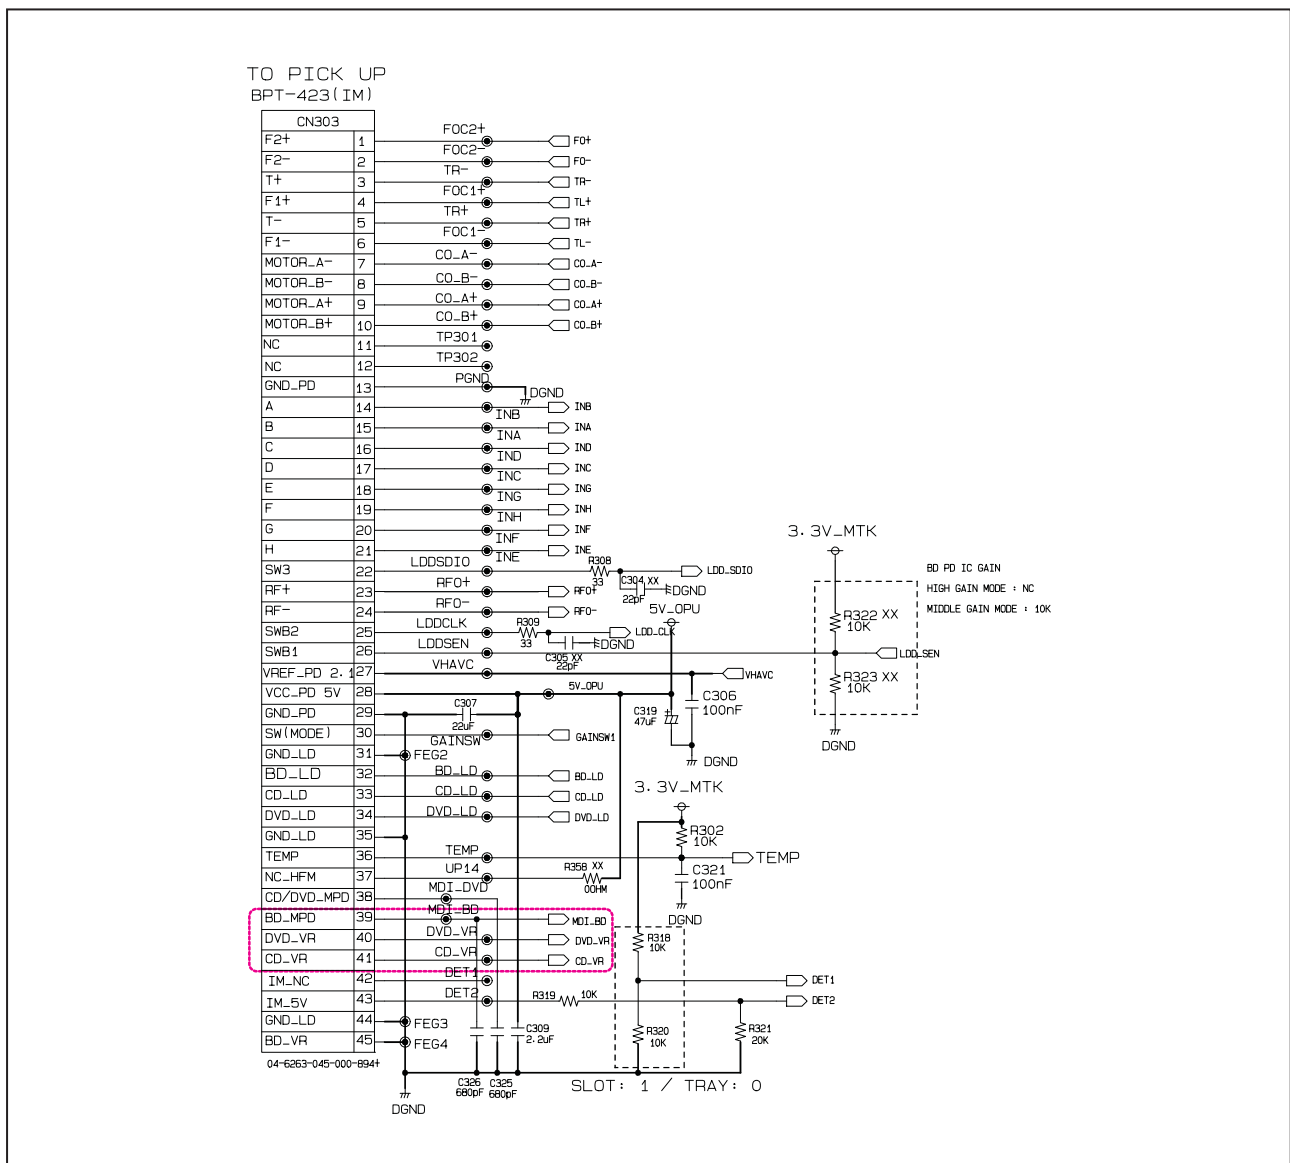 TO PICK UP
BPT-423(IM)
CN303
F2+ 1 FOC2+ FO+
F2- 2 FOC2- FO-
T+ 3 TR- TR-
F1+ 4 FOC1+ TL+
T- 5 TR+ TR+
F1- 6 FOC1- TL-
MOTOR_A- 7 CO_A- CO_A-
MOTOR_B- 8 CO_B- CO_B-
MOTOR_A+ 9 CO_A+ CO_A+
MOTOR_B+ 10 CO_B+ CO_B+
NC 11 TP301
NC 12 TP302
GND_PD 13 PGND DGND
A 14 INB INB
B 15 INA INA
C 16 IND IND
D 17 INC INC
E 18 ING ING
F 19 INH INH
G 20 INF INF
H 21 INE INE
SW3 22 LDDSDIO R308 33 C304 XX 22pF DGND LDD_SDIO
RF+ 23 RFO+ RFO+
RF- 24 RFO- RFO-
5V_OPU
SWB2 25 LDDCLK R309 33 C305 XX 22pF DGND LDD_CLK
SWB1 26 LDDSEN LDD_SEN
VREF_PD 2.1 27 VHAVC VHAVC
VCC_PD 5V 28 5V_OPU
GND_PD 29 C307 22uF
C319 47uF
C306 100nF
DGND
SW(MODE) 30 GAINSW GAINSW1
GND_LD 31 FEG2
BD_LD 32 BD_LD BD_LD
CD_LD 33 CD_LD CD_LD
DVD_LD 34 DVD_LD DVD_LD
GND_LD 35
TEMP 36 TEMP TEMP
NC_HFM 37 UP14 R358 XX 00HM
CD/DVD_MPD 38 MDI_DVD
BD_MPD 39 MDI_BD MDI_BD
DVD_VR 40 DVD_VR DVD_VR
CD_VR 41 CD_VR CD_VR
IM_NC 42 DET1 DET1
IM_5V 43 DET2 R319 10K DET2
GND_LD 44 FEG3
BD_VR 45 FEG4
04-6263-045-000-894+
DGND
C326 680pF
C325 680pF
C309 2.2uF
3.3V_MTK
R322 XX 10K
R323 XX 10K
DGND
BD PD IC GAIN
HIGH GAIN MODE : NC
MIDDLE GAIN MODE : 10K
3.3V_MTK
R302 10K
C321 100nF
DGND
R318 10K
R320 10K
R321 20K
SLOT: 1 / TRAY: 0